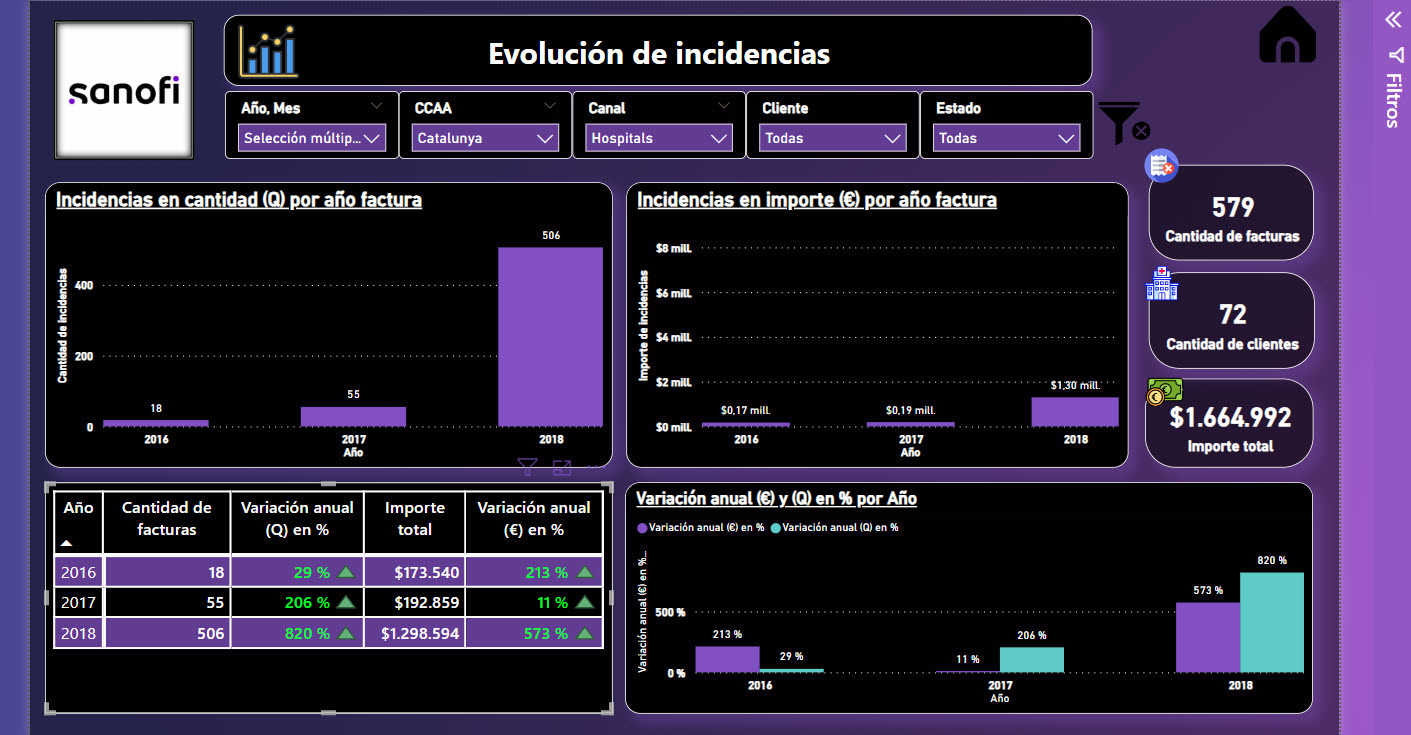 sanofi
Evolución de incidencias
Filtros
Año, Mes
Selección múltip...
CCAA
Catalunya
Canal
Hospitals
Cliente
Todas
Estado
Todas
Incidencias en cantidad (Q) por año factura
Cantidad de incidencias
400
200
0
18
55
506
2016
2017
2018
Año
Incidencias en importe (€) por año factura
Importe de incidencias
$8 mill.
$6 mill.
$4 mill.
$2 mill.
$0 mill.
$0,17 mill.
$0,19 mill.
$1,30 mill.
2016
2017
2018
Año
579
Cantidad de facturas
72
Cantidad de clientes
$1.664.992
Importe total
Año Cantidad de facturas Variación anual (Q) en % Importe total Variación anual (€) en %
2016 18 29 % $173.540 213 %
2017 55 206 % $192.859 11 %
2018 506 820 % $1.298.594 573 %
Variación anual (€) y (Q) en % por Año
Variación anual (€) en % Variación anual (Q) en %
Variación anual (€) en %...
500 %
0 %
213 %
29 %
11 %
206 %
573 %
820 %
2016
2017
2018
Año